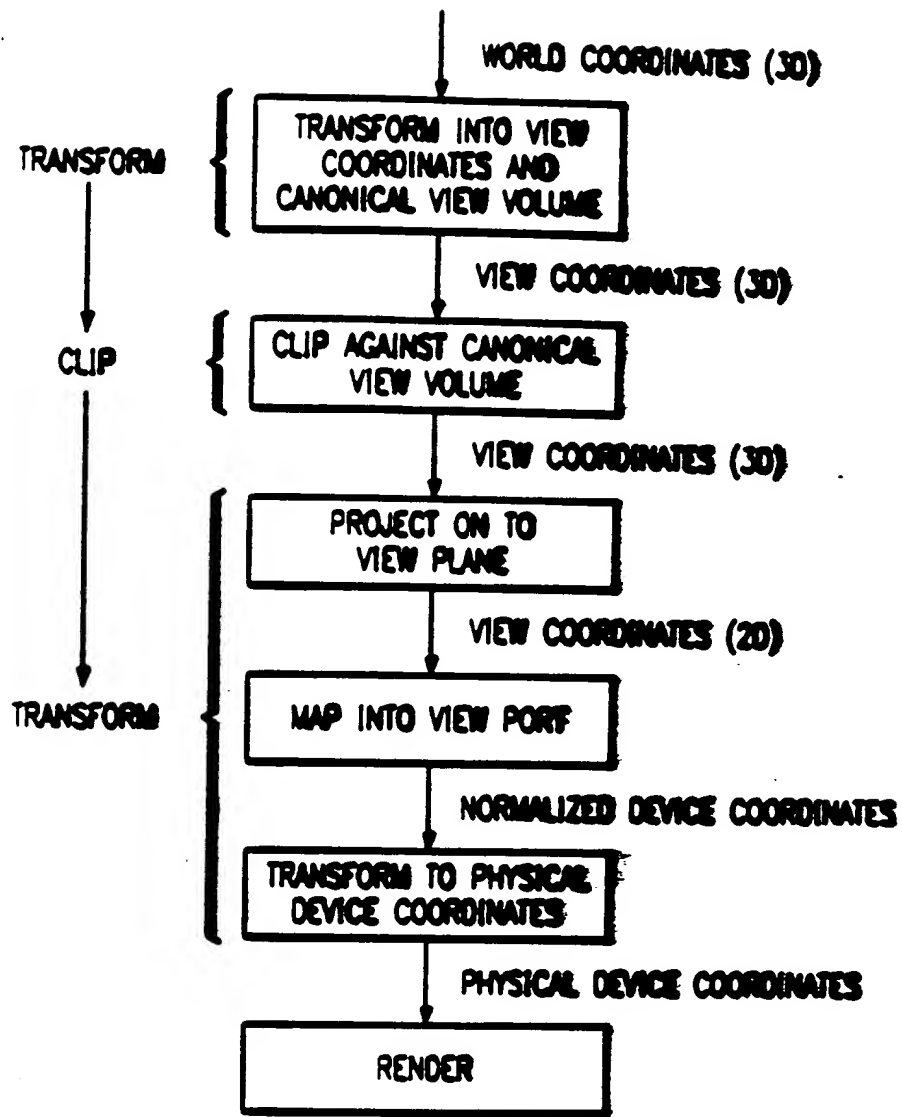 WORLD COORDINATES (3D)
TRANSFORM
TRANSFORM INTO VIEW
COORDINATES AND
CANONICAL VIEW VOLUME
VIEW COORDINATES (3D)
CLIP
CLIP AGAINST CANONICAL
VIEW VOLUME
VIEW COORDINATES (3D)
PROJECT ON TO
VIEW PLANE
VIEW COORDINATES (2D)
TRANSFORM
MAP INTO VIEW PORT
NORMALIZED DEVICE COORDINATES
TRANSFORM TO PHYSICAL
DEVICE COORDINATES
PHYSICAL DEVICE COORDINATES
RENDER